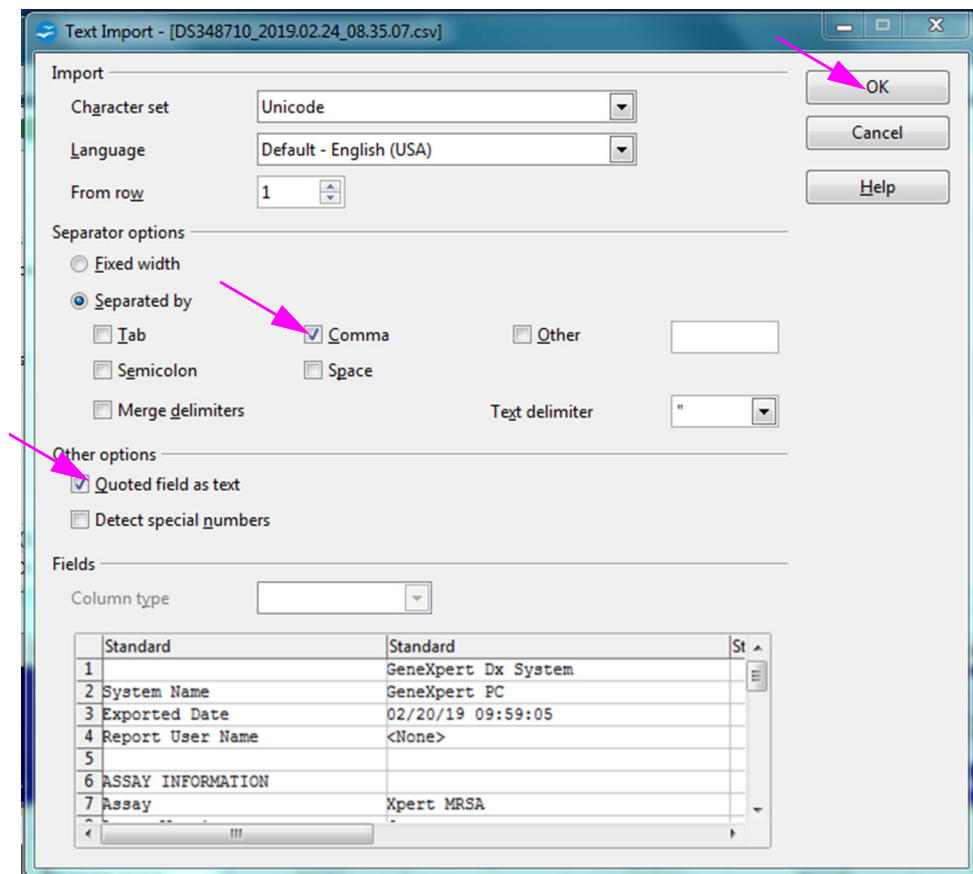 Text Import - [DS348710_2019.02.24_08.35.07.csv]
Import
OK
Character set Unicode
Cancel
Language Default - English (USA)
From row 1
Help
Separator options
Fixed width
Separated by
Tab Comma Other
Semicolon Space
Merge delimiters Text delimiter "
Other options
Quoted field as text
Detect special numbers
Fields
Column type
Standard Standard St
1 GeneXpert Dx System
2 System Name GeneXpert PC
3 Exported Date 02/20/19 09:59:05
4 Report User Name <None>
5
6 ASSAY INFORMATION
7 Assay Xpert MRSA